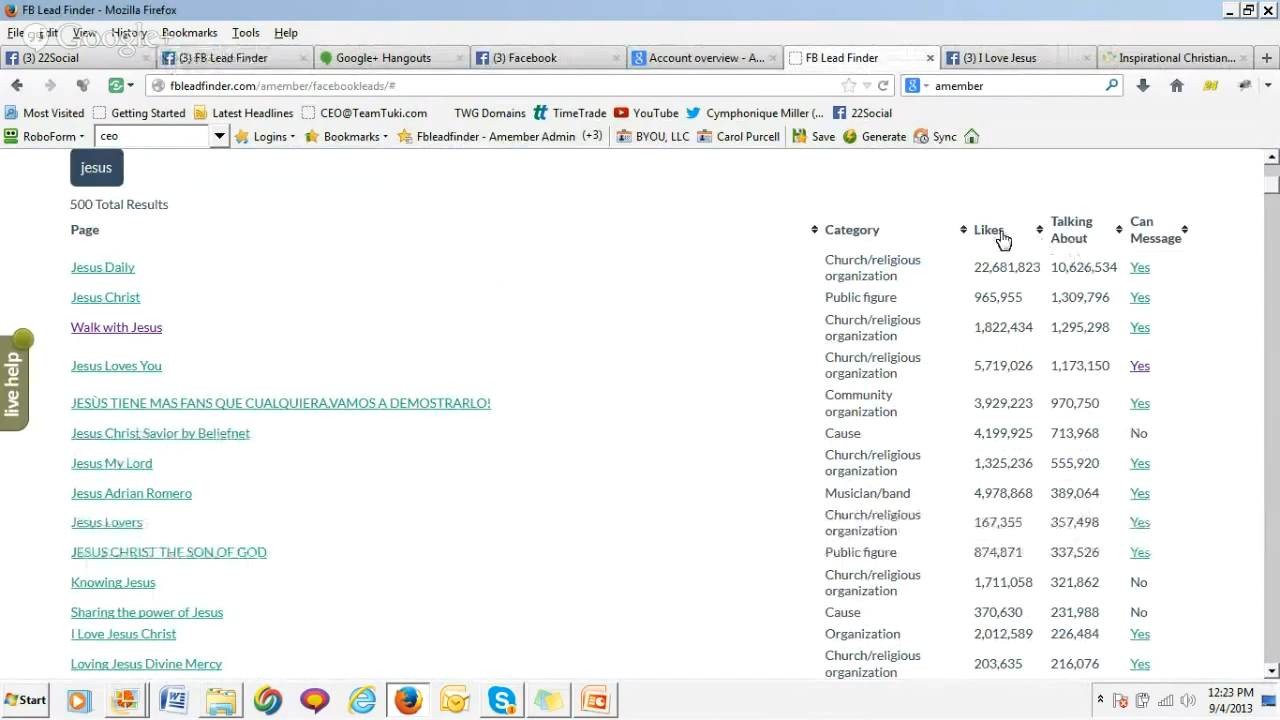 FB Lead Finder - Mozilla Firefox
File Edit View History Bookmarks Tools Help
Google+
(3) 22Social
(3) FB Lead Finder
Google+ Hangouts
(3) Facebook
Account overview - A...
FB Lead Finder
(3) I Love Jesus
Inspirational Christian...
fbleadfinder.com/amember/facebookleads/#
amember
Most Visited Getting Started Latest Headlines CEO@TeamTuki.com TWG Domains TimeTrade YouTube Cymphonique Miller (... 22Social
RoboForm ceo Logins Bookmarks Fbleadfinder - Amember Admin (+3) BYOU, LLC Carol Purcell Save Generate Sync
jesus
500 Total Results
Page Category Likes Talking About Can Message
Jesus Daily Church/religious organization 22,681,823 10,626,534 Yes
Jesus Christ Public figure 965,955 1,309,796 Yes
Walk with Jesus Church/religious organization 1,822,434 1,295,298 Yes
Jesus Loves You Church/religious organization 5,719,026 1,173,150 Yes
JESÙS TIENE MAS FANS QUE CUALQUIERA,VAMOS A DEMOSTRARLO! Community organization 3,929,223 970,750 Yes
Jesus Christ Savior by Beliefnet Cause 4,199,925 713,968 No
Jesus My Lord Church/religious organization 1,325,236 555,920 Yes
Jesus Adrian Romero Musician/band 4,978,868 389,064 Yes
Jesus Lovers Church/religious organization 167,355 357,498 Yes
JESUS CHRIST THE SON OF GOD Public figure 874,871 337,526 Yes
Knowing Jesus Church/religious organization 1,711,058 321,862 No
Sharing the power of Jesus Cause 370,630 231,988 No
I Love Jesus Christ Organization 2,012,589 226,484 Yes
Loving Jesus Divine Mercy Church/religious organization 203,635 216,076 Yes
live help
Start
12:23 PM
9/4/2013